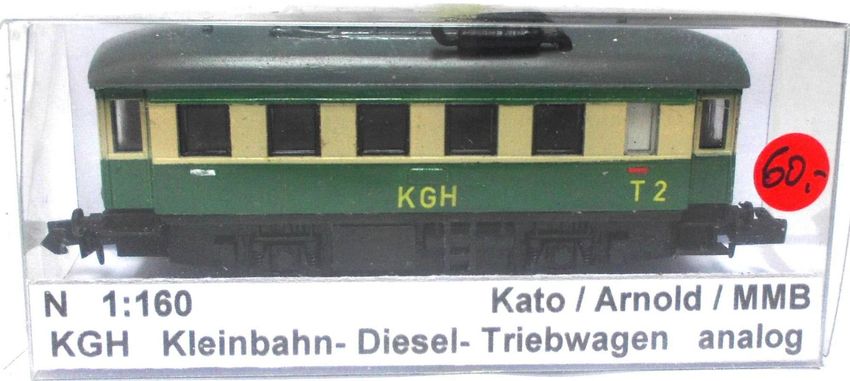 60,-
KGH T 2
N 1:160 Kato / Arnold / MMB
KGH Kleinbahn- Diesel- Triebwagen analog